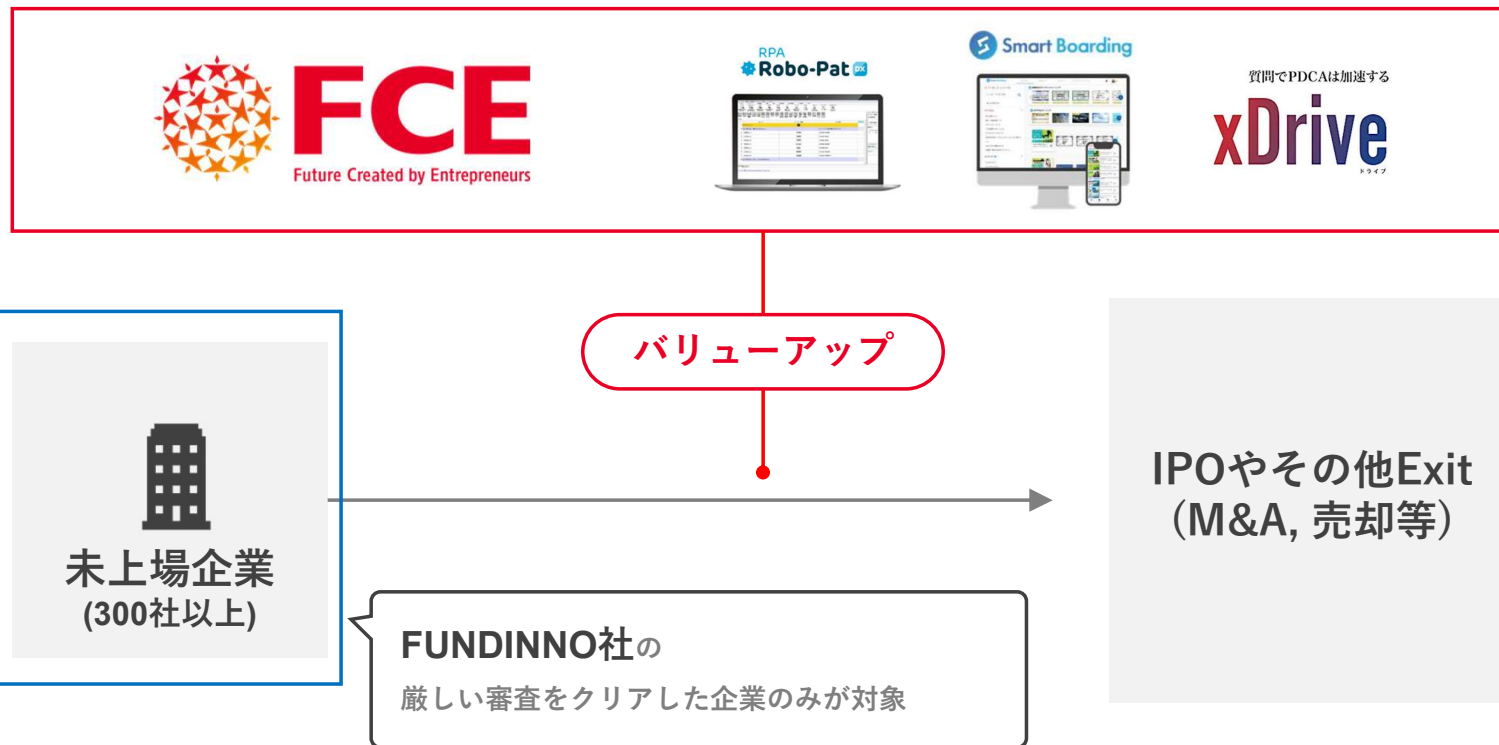 FCE
Future Created by Entrepreneurs
RPA
Robo-Pat DX
Smart Boarding
質問でPDCAは加速する
xDrive
ドライブ
バリューアップ
未上場企業
(300社以上)
IPOやその他Exit
（M&A, 売却等）
FUNDINNO社の
厳しい審査をクリアした企業のみが対象